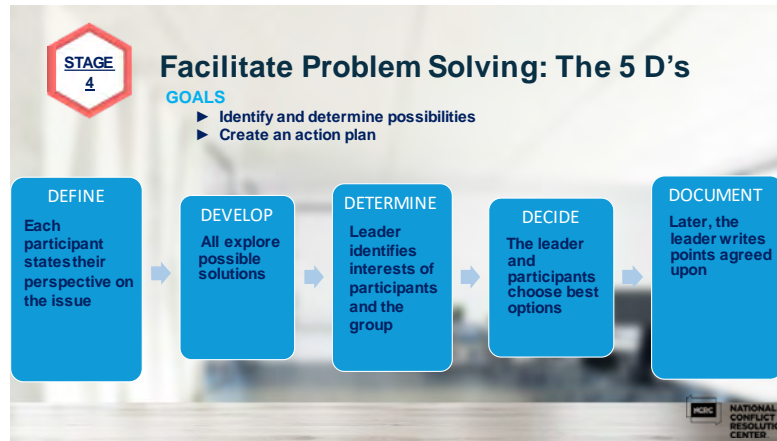 STAGE
4
Facilitate Problem Solving: The 5 D's
GOALS
► Identify and determine possibilities
► Create an action plan
DEFINE
Each
participant
states their
perspective on
the issue
DEVELOP
All explore
possible
solutions
DETERMINE
Leader
identifies
interests of
participants
and the
group
DECIDE
The leader
and
participants
choose best
options
DOCUMENT
Later, the
leader writes
points agreed
upon
NCRC
NATIONAL
CONFLICT
RESOLUTIO
CENTER